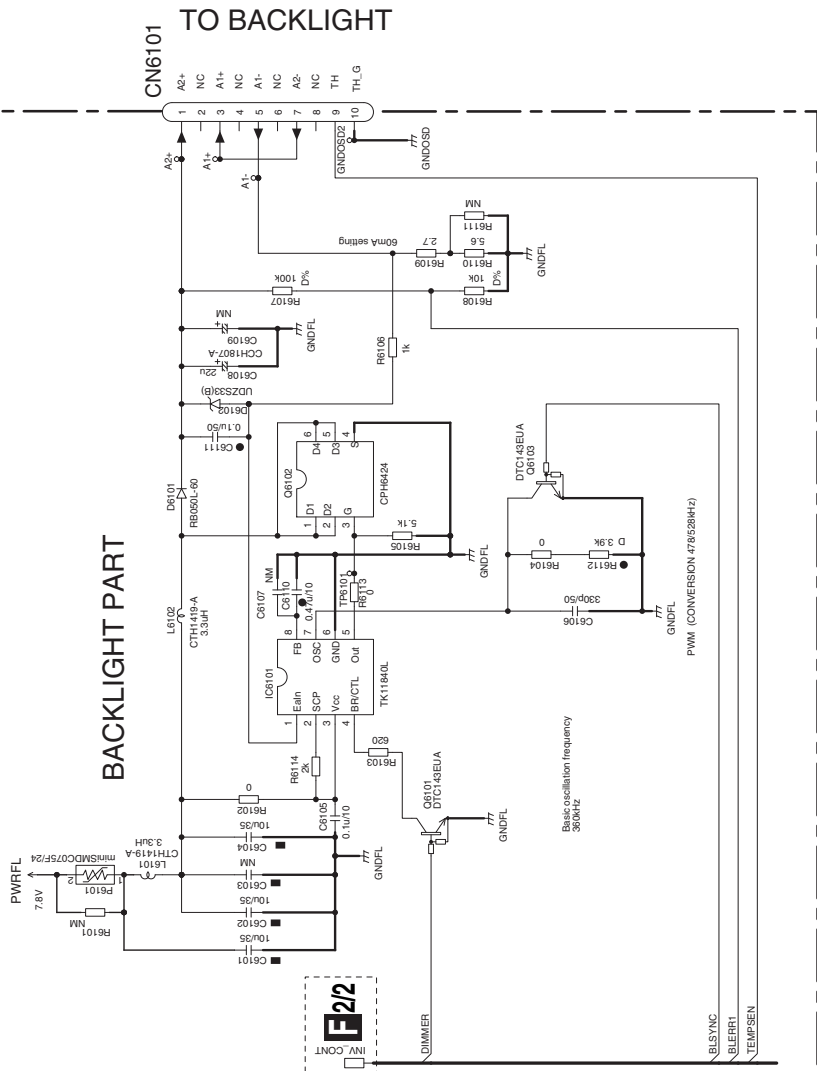 TO BACKLIGHT
CN6101
A2+
NC
A1+
NC
A1-
NC
A2-
NC
TH
TH_G
1
2
3
4
5
6
7
8
9
10
A2+
A1+
A1-
GNDOSD2
GNDOSD
NM
R6111
60mA setting
2.7
R6109
5.6
R6110
GNDFL
100k
D%
R6107
10k
D%
R6108
NM
C6109
CCH1807-A
22u
C6108
GNDFL
R6106
1k
UDZS33(B)
D6102
0.1u/50
C6111
D6101
RB050L-60
Q6102
CPH6424
1
D1
2
D2
3
G
6
D4
5
D3
4
S
5.1k
R6105
GNDFL
DTC143EUA
Q6103
0
R6104
D 3.9k
R6112
330p/50
C6106
GNDFL
PWM (CONVERSION 478/528kHz)
BACKLIGHT PART
L6102
CTH1419-A
3.3uH
C6107
NM
C6110
0.47u/10
TP6101
R6113
0
IC6101
TK11840L
1
EaIn
2
SCP
3
Vcc
4
BR/CTL
8
FB
7
OSC
6
GND
5
Out
R6114
2k
620
R6103
Q6101
DTC143EUA
GNDFL
Basic oscillation frequency
360kHz
0
R6102
C6105
0.1u/10
GNDFL
10u/35
C6104
NM
C6103
10u/35
C6102
10u/35
C6101
PWRFL
7.8V
miniSMDC075F/24
P6101
2
1
L6101
CTH1419-A
3.3uH
NM
R6101
F 2/2
INV_CONT
DIMMER
BLSYNC
BLERR1
TEMPSEN